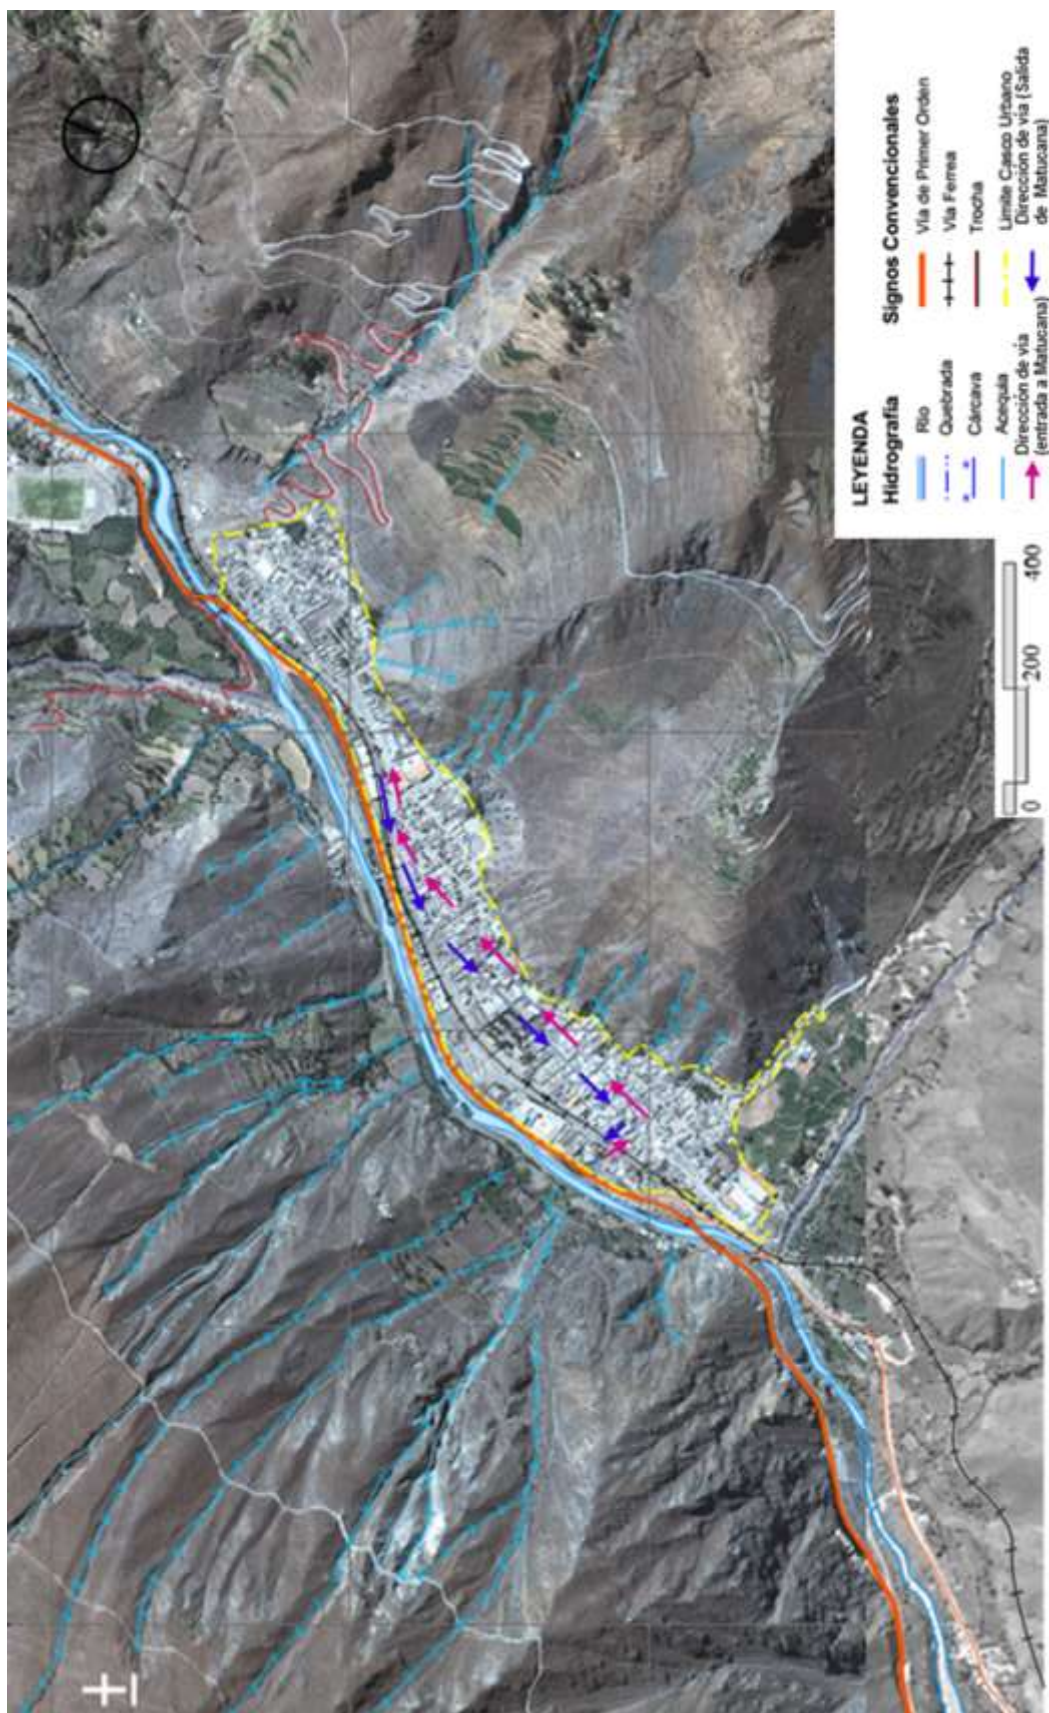 LEYENDA
Hidrografía
Río
Quebrada
Cárcava
Acequia
Dirección de vía
(entrada a Matucana)
Signos Convencionales
Vía de Primer Orden
Vía Ferrea
Trocha
Límite Casco Urbano
Dirección de vía (Salida
de Matucana)
0 200 400